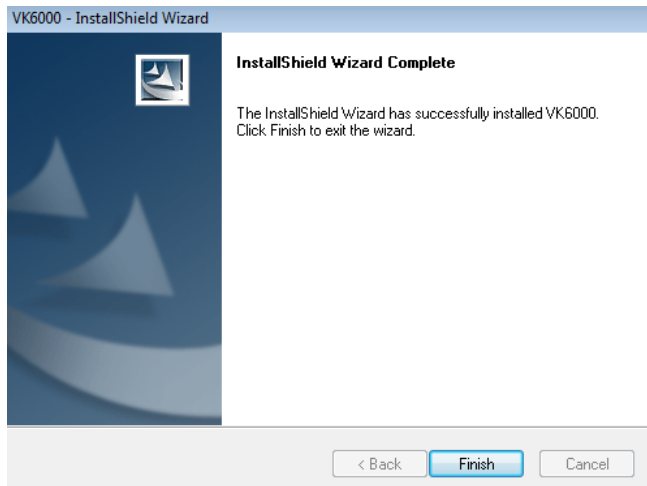 VK6000 - InstallShield Wizard
InstallShield Wizard Complete
The InstallShield Wizard has successfully installed VK6000.
Click Finish to exit the wizard.
< Back
Finish
Cancel